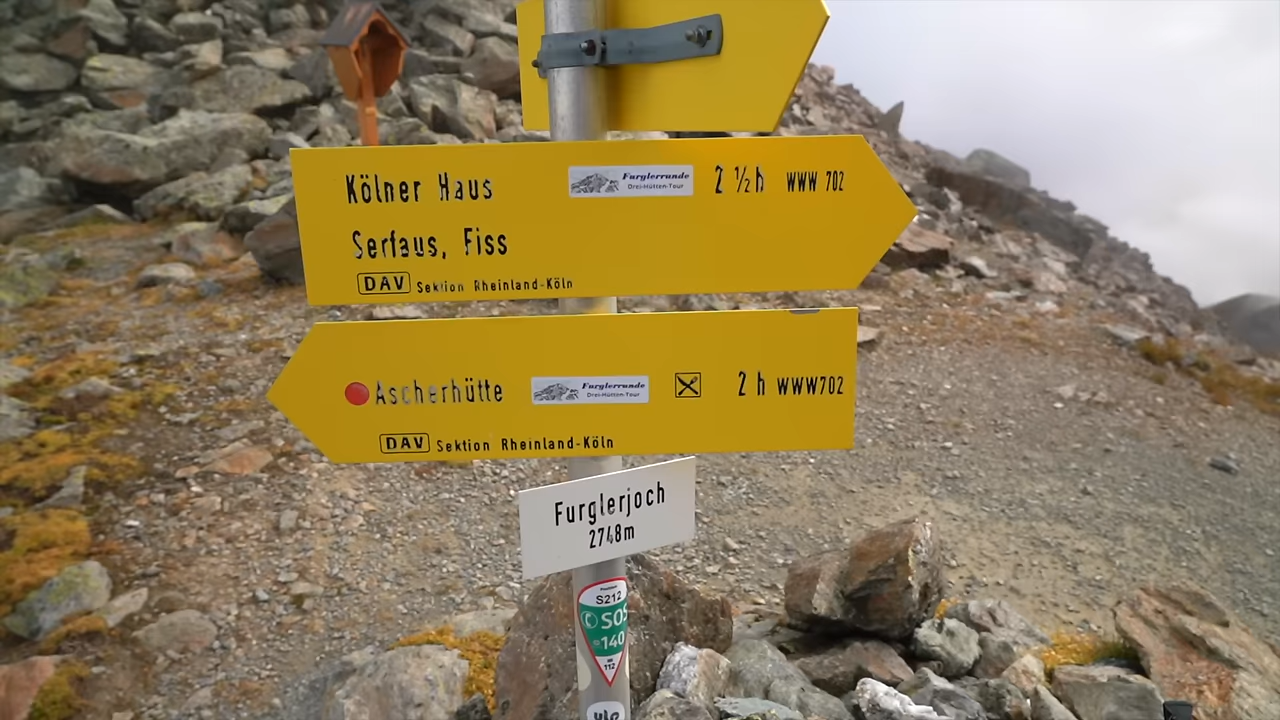 Kölner Haus
Furglerrunde
Drei-Hütten-Tour
2 ½ h WWW 702
Serfaus, Fiss
DAV Sektion Rheinland-Köln
Ascherhütte
Furglerrunde
Drei-Hütten-Tour
2 h WWW702
DAV Sektion Rheinland-Köln
Furglerjoch
2748m
S212
SOS
140
112